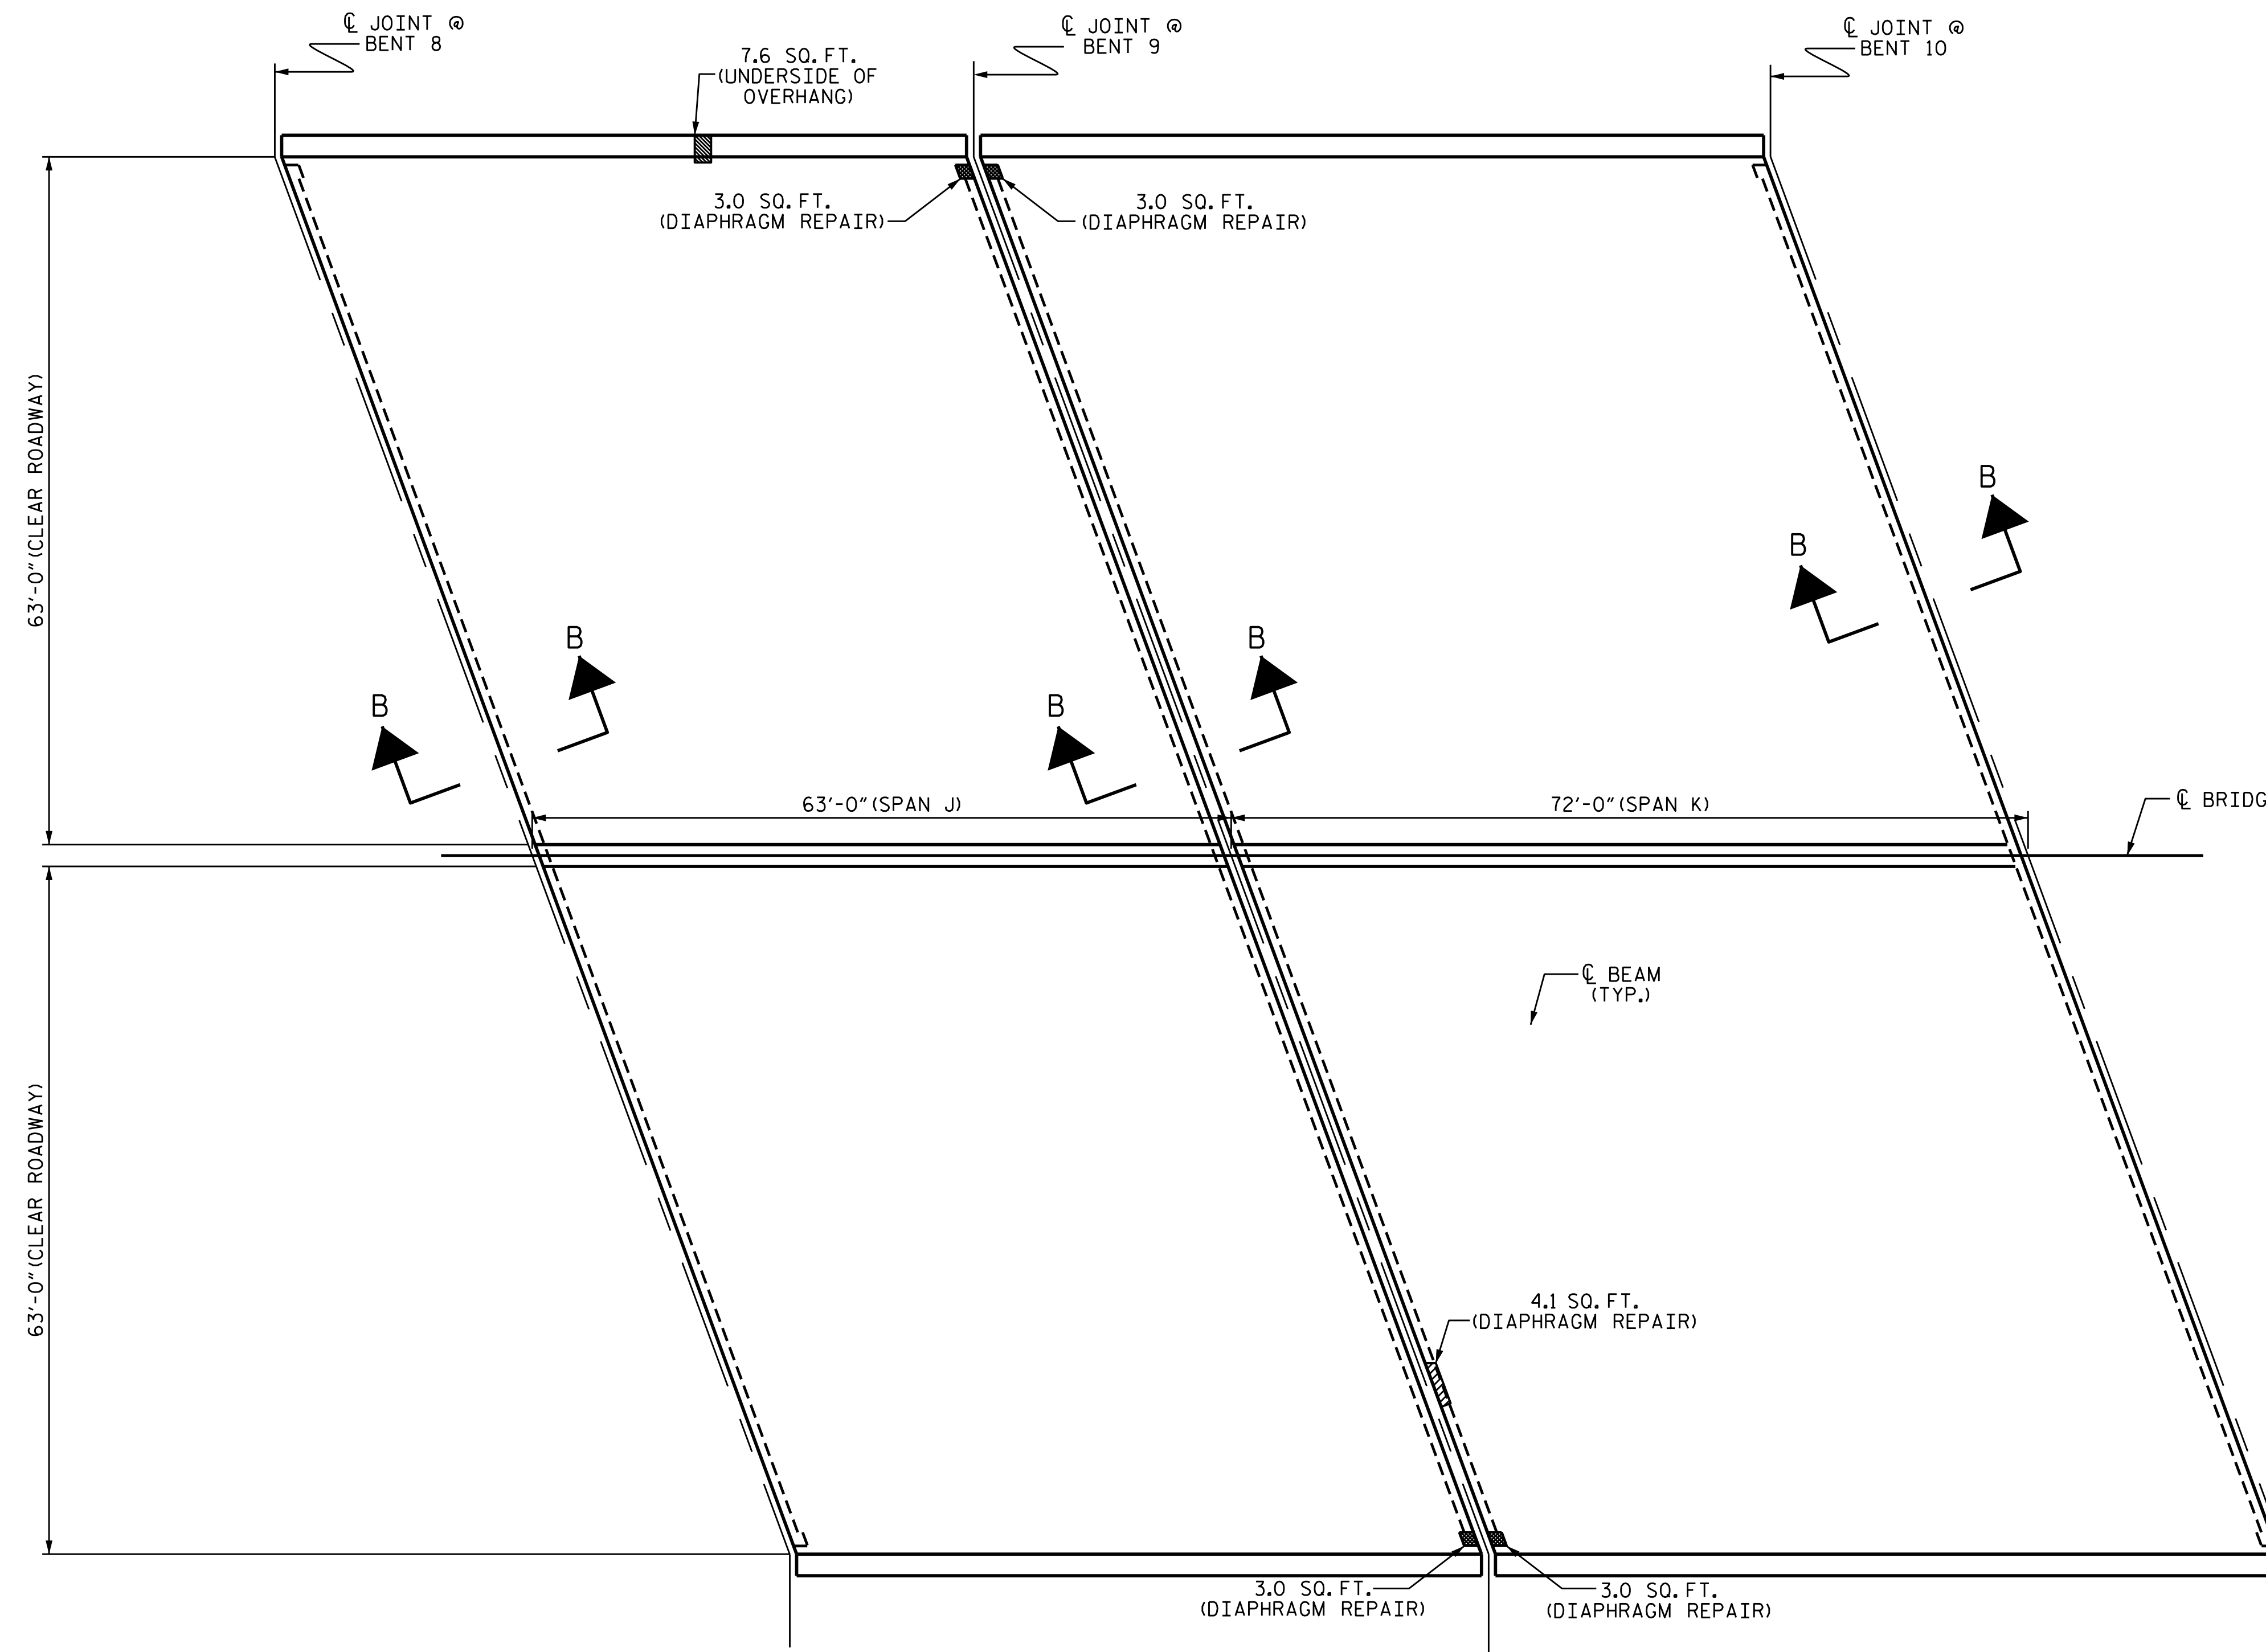 ℄ JOINT @
BENT 8
℄ JOINT @
BENT 9
℄ JOINT @
BENT 10
7.6 SQ.FT.
(UNDERSIDE OF
OVERHANG)
3.0 SQ.FT.
(DIAPHRAGM REPAIR)
3.0 SQ.FT.
(DIAPHRAGM REPAIR)
63'-0"(CLEAR ROADWAY)
B
B
B
B
B
B
63'-0"(SPAN J)
72'-0"(SPAN K)
℄ BRIDG
℄ BEAM
(TYP.)
63'-0"(CLEAR ROADWAY)
4.1 SQ.FT.
(DIAPHRAGM REPAIR)
3.0 SQ.FT.
(DIAPHRAGM REPAIR)
3.0 SQ.FT.
(DIAPHRAGM REPAIR)